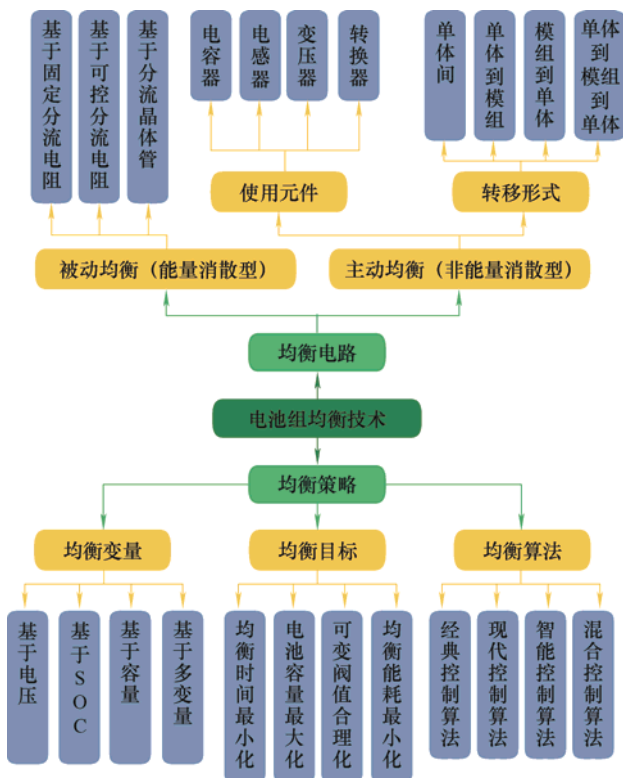 基于固定分流电阻
基于可控分流电阻
基于分流晶体管
电容器
电感器
变压器
转换器
单体间
单体到模组
模组到单体
单体到模组到单体
使用元件
转移形式
被动均衡（能量消散型）
主动均衡（非能量消散型）
均衡电路
电池组均衡技术
均衡策略
均衡变量
均衡目标
均衡算法
基于电压
基于SOC
基于容量
基于多变量
均衡时间最小化
电池容量最大化
可变阀值合理化
均衡能耗最小化
经典控制算法
现代控制算法
智能控制算法
混合控制算法